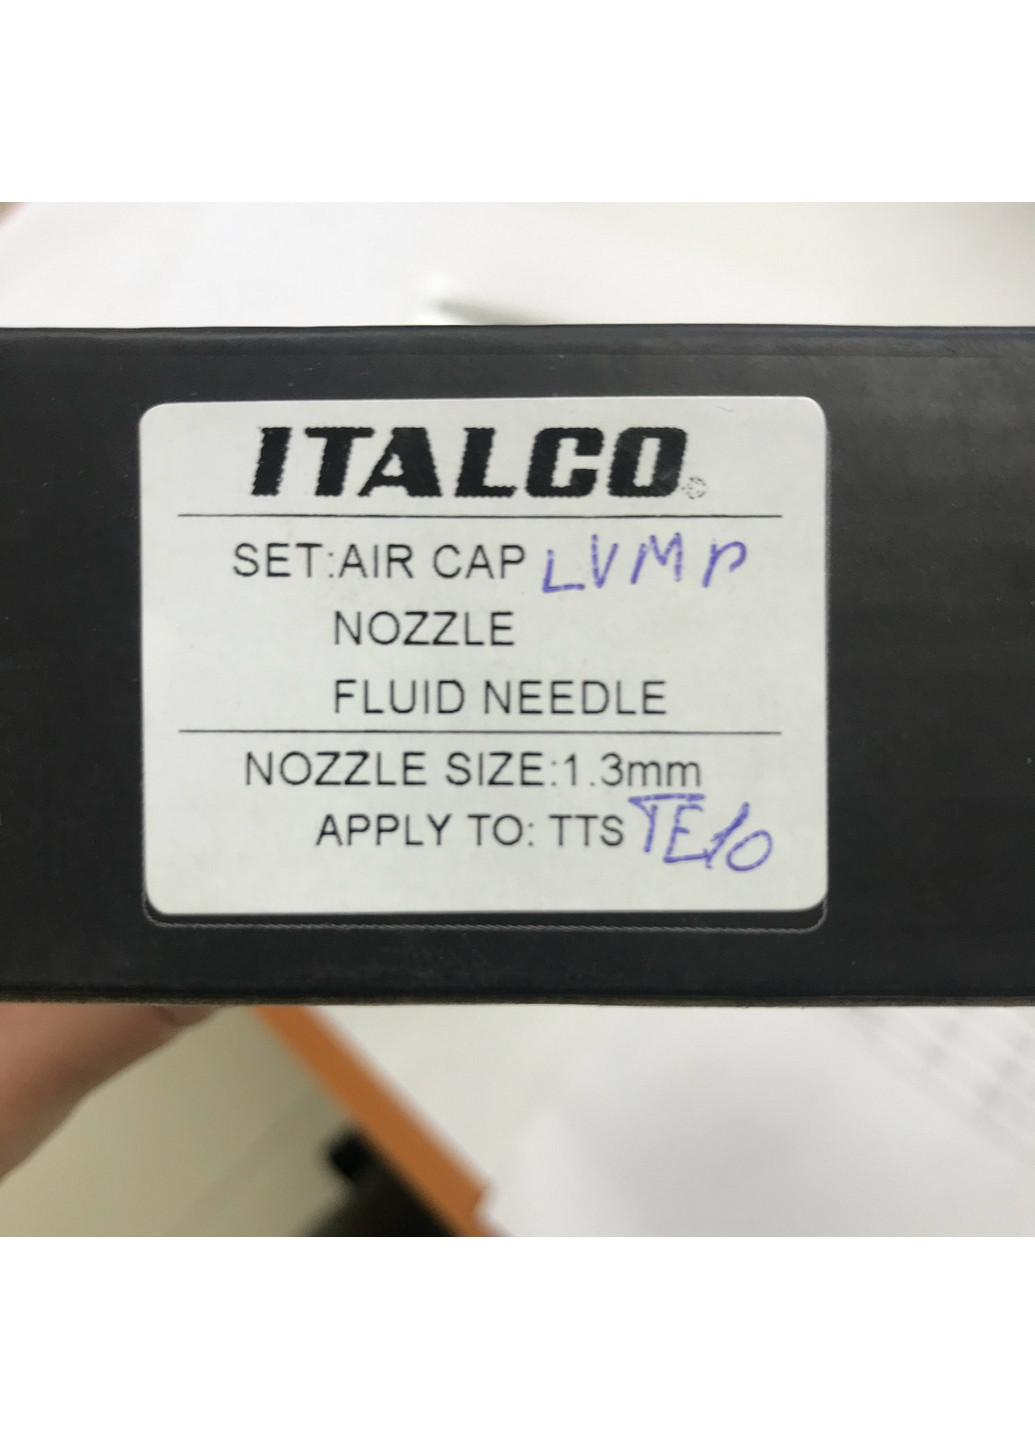 ITALCO
SET:AIR CAP LVMP
NOZZLE
FLUID NEEDLE
NOZZLE SIZE:1.3mm
APPLY TO: TTS TE10